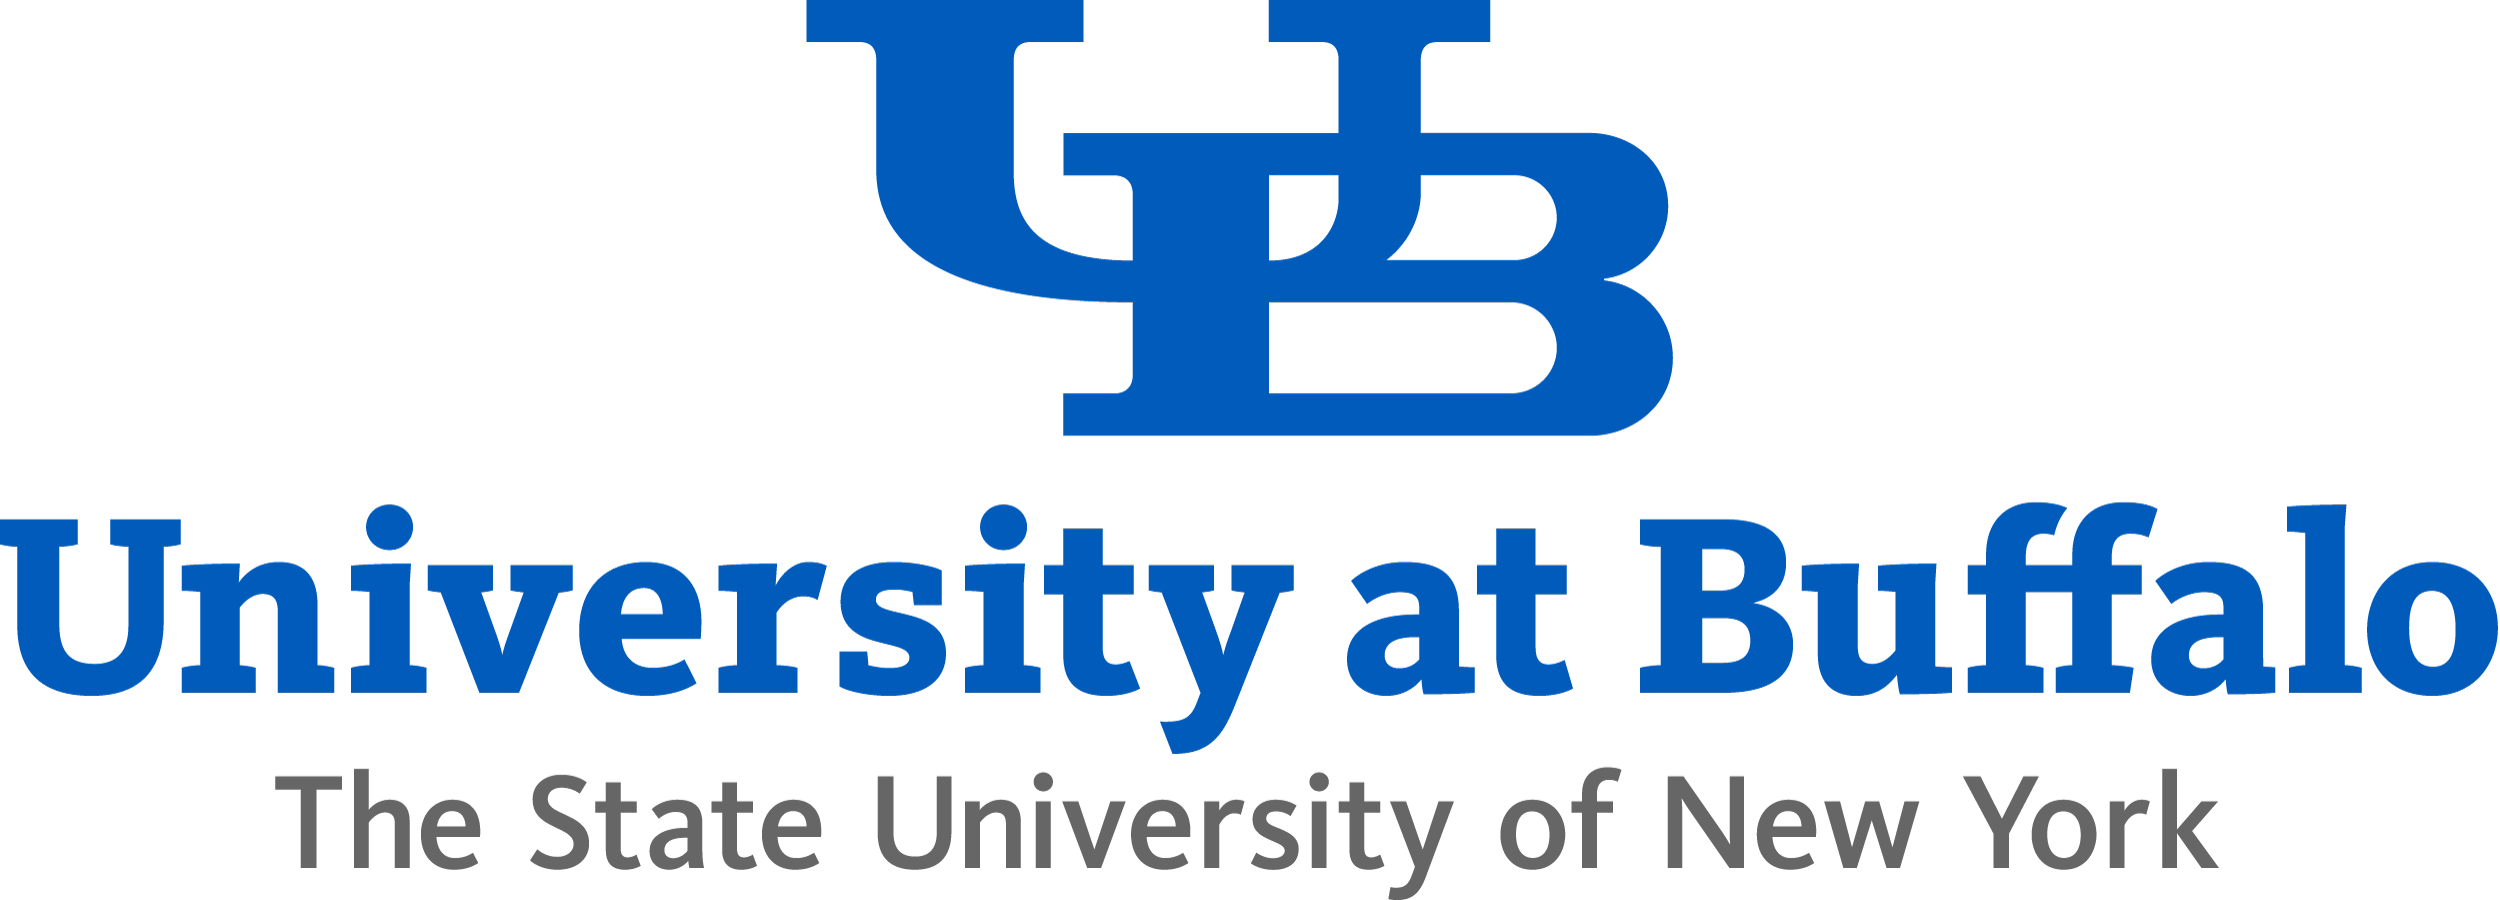 UB
University at Buffalo
The State University of New York